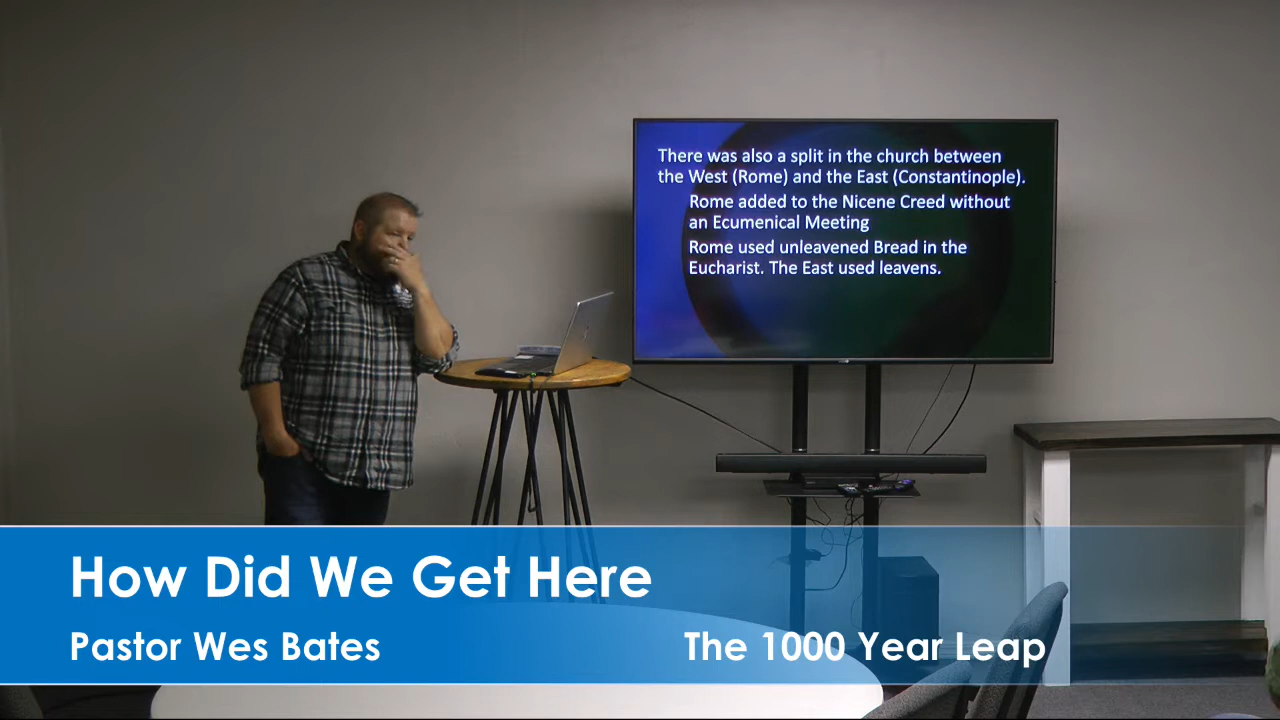 There was also a split in the church between
the West (Rome) and the East (Constantinople).
Rome added to the Nicene Creed without
an Ecumenical Meeting
Rome used unleavened Bread in the
Eucharist. The East used leavens.
How Did We Get Here
Pastor Wes Bates
The 1000 Year Leap